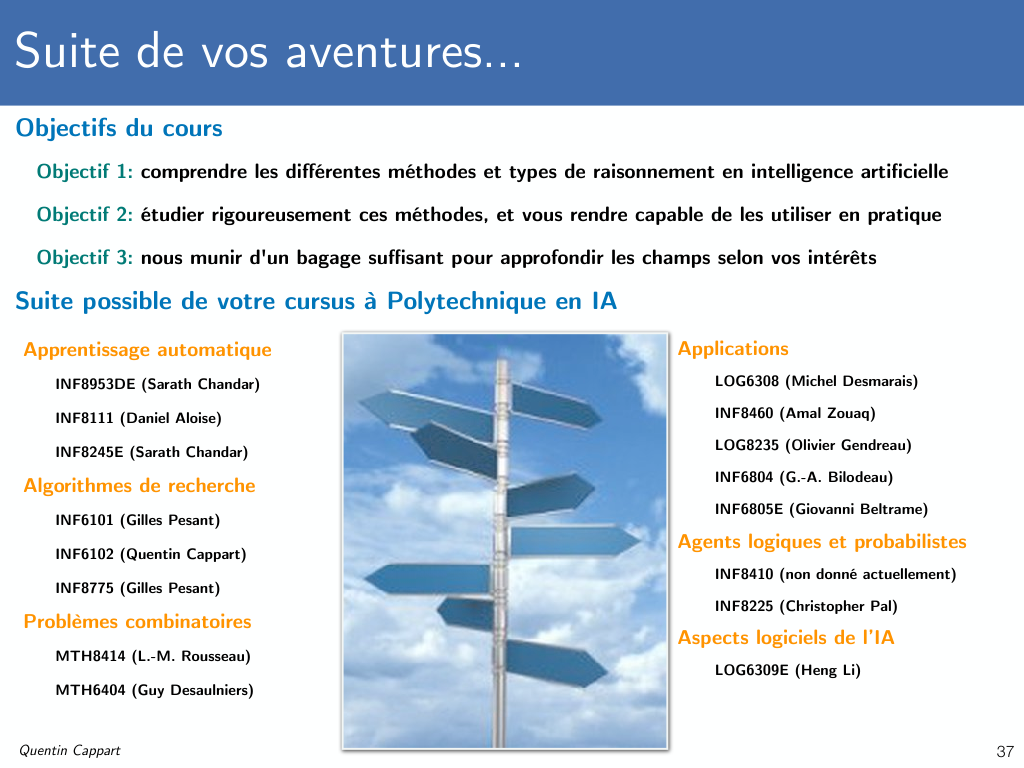 Suite de vos aventures...
Objectifs du cours
Objectif 1: comprendre les différentes méthodes et types de raisonnement en intelligence artificielle
Objectif 2: étudier rigoureusement ces méthodes, et vous rendre capable de les utiliser en pratique
Objectif 3: nous munir d'un bagage suffisant pour approfondir les champs selon vos intérêts
Suite possible de votre cursus à Polytechnique en IA
Apprentissage automatique
INF8953DE (Sarath Chandar)
INF8111 (Daniel Aloise)
INF8245E (Sarath Chandar)
Algorithmes de recherche
INF6101 (Gilles Pesant)
INF6102 (Quentin Cappart)
INF8775 (Gilles Pesant)
Problèmes combinatoires
MTH8414 (L.-M. Rousseau)
MTH6404 (Guy Desaulniers)
Applications
LOG6308 (Michel Desmarais)
INF8460 (Amal Zouaq)
LOG8235 (Olivier Gendreau)
INF6804 (G.-A. Bilodeau)
INF6805E (Giovanni Beltrame)
Agents logiques et probabilistes
INF8410 (non donné actuellement)
INF8225 (Christopher Pal)
Aspects logiciels de l'IA
LOG6309E (Heng Li)
Quentin Cappart
37